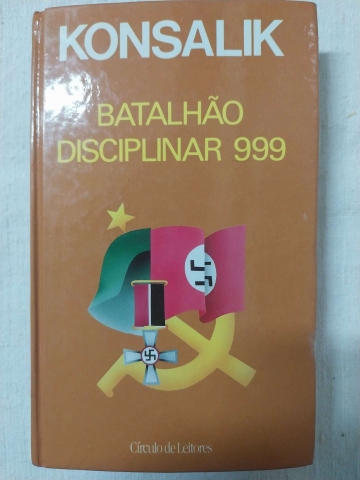 KONSALIK
BATALHÃO
DISCIPLINAR 999
Círculo de Leitores